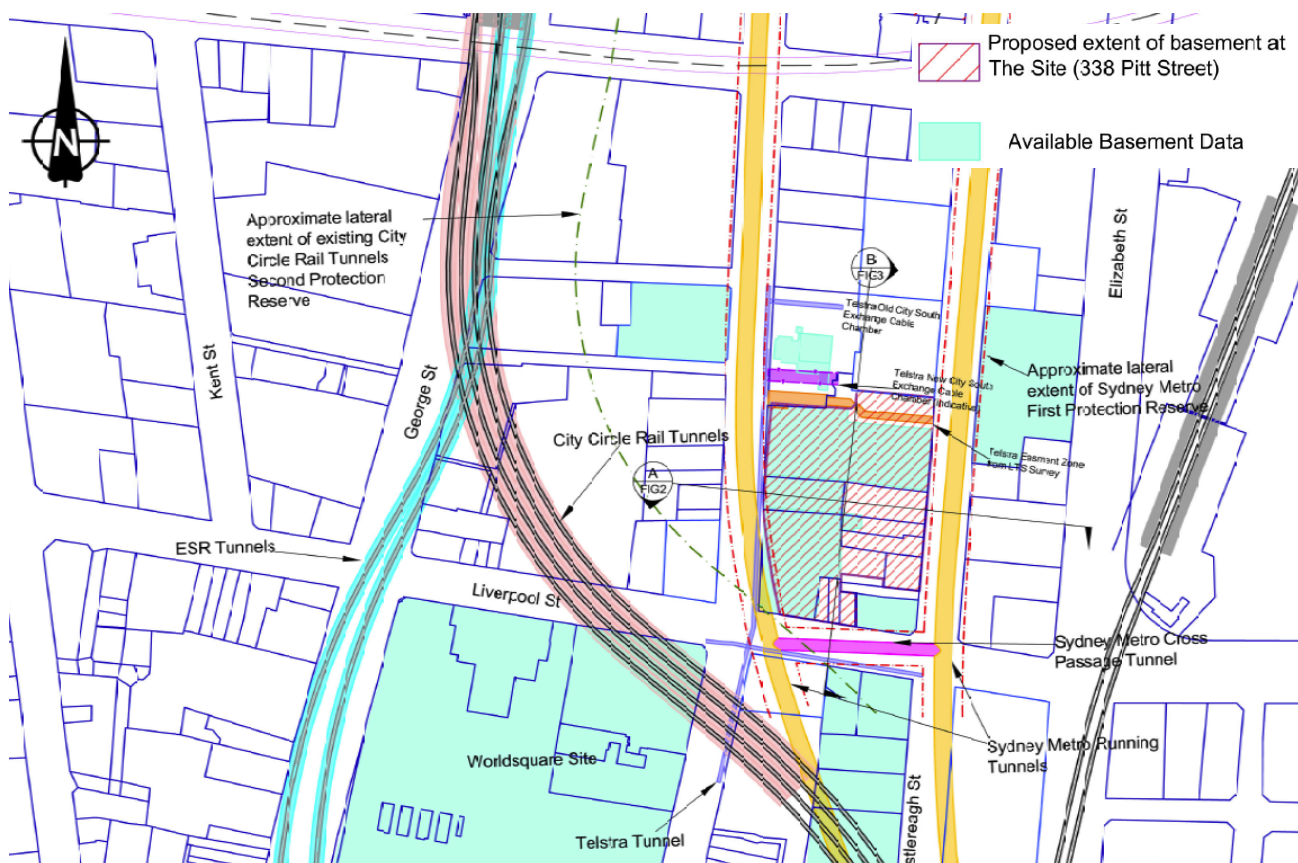 Proposed extent of basement at
The Site (338 Pitt Street)
Available Basement Data
N
Approximate lateral
extent of existing City
Circle Rail Tunnels
Second Protection
Reserve
Kent St
George St
Elizabeth St
B
FIG3
Telstra Old City South
Exchange Cable
Chamber
Telstra New City South
Exchange Cable
Chamber (Indicative)
Approximate lateral
extent of Sydney Metro
First Protection Reserve
City Circle Rail Tunnels
Telstra Easment Zone
from LTS Survey
A
FIG2
ESR Tunnels
Liverpool St
Sydney Metro Cross
Passage Tunnel
Worldsquare Site
Sydney Metro Running
Tunnels
Telstra Tunnel
stlereagh St